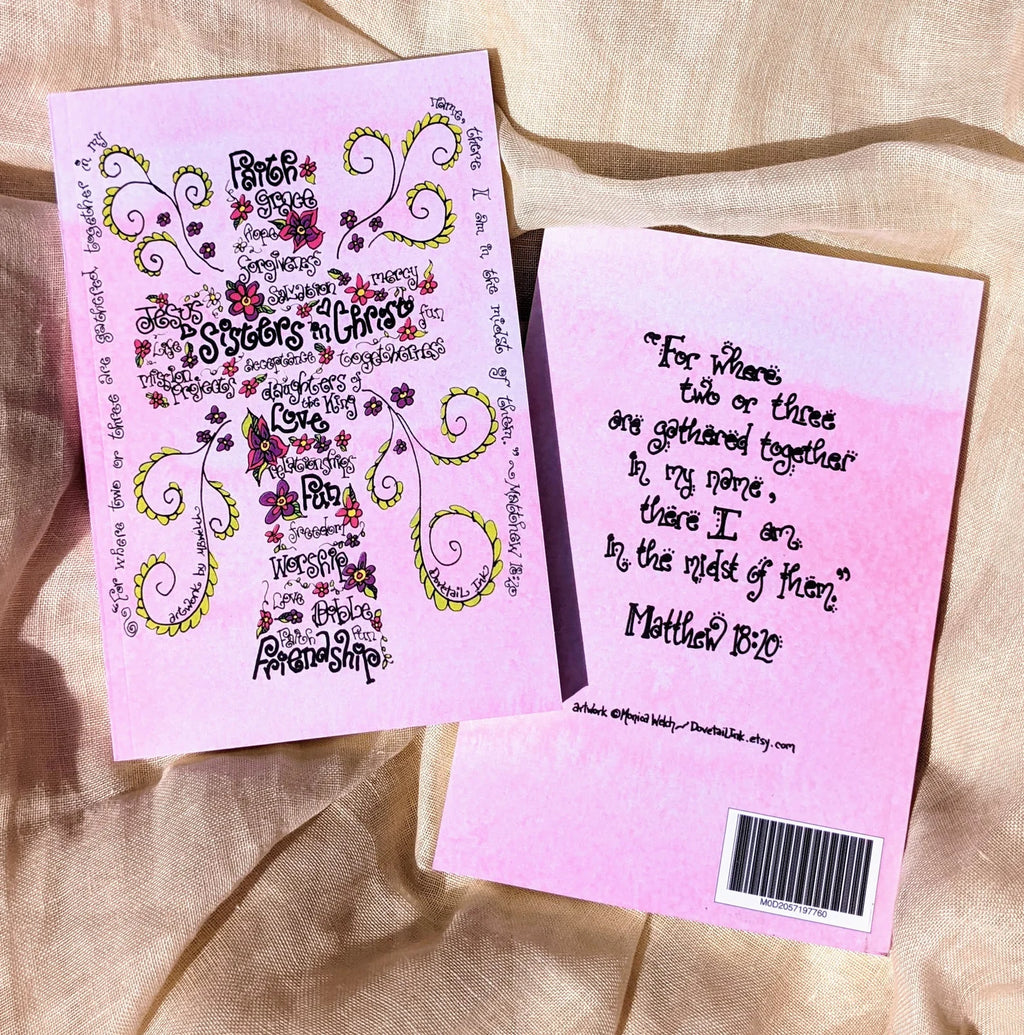 "For where two or three are gathered together in my
name, there I am in the midst of them." ~ Matthew 18:20
Faith
grace
hope
forgiveness
salvation mercy
Jesus Sisters in Christ fun
Life acceptance togetherness
mission projects daughters of the King
Love
relationships
Fun
freedom
Worship
Love Bible
Faith Fun
Friendship
artwork by MBWelch
Dovetail Ink
"For where
two or three
are gathered together
in my name,
there I am
in the midst of them."
Matthew 18:20
artwork ©Monica Welch~DovetailInk.etsy.com
M0D2057197760